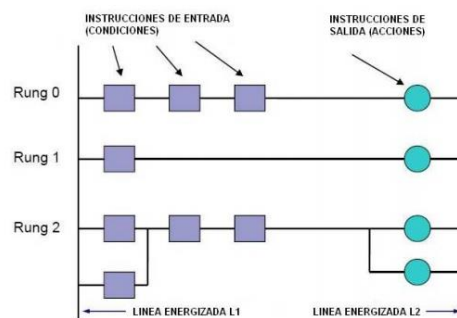 INSTRUCCIONES DE ENTRADA
(CONDICIONES)
INSTRUCCIONES DE
SALIDA (ACCIONES)
Rung 0
Rung 1
Rung 2
LINEA ENERGIZADA L1
LINEA ENERGIZADA L2